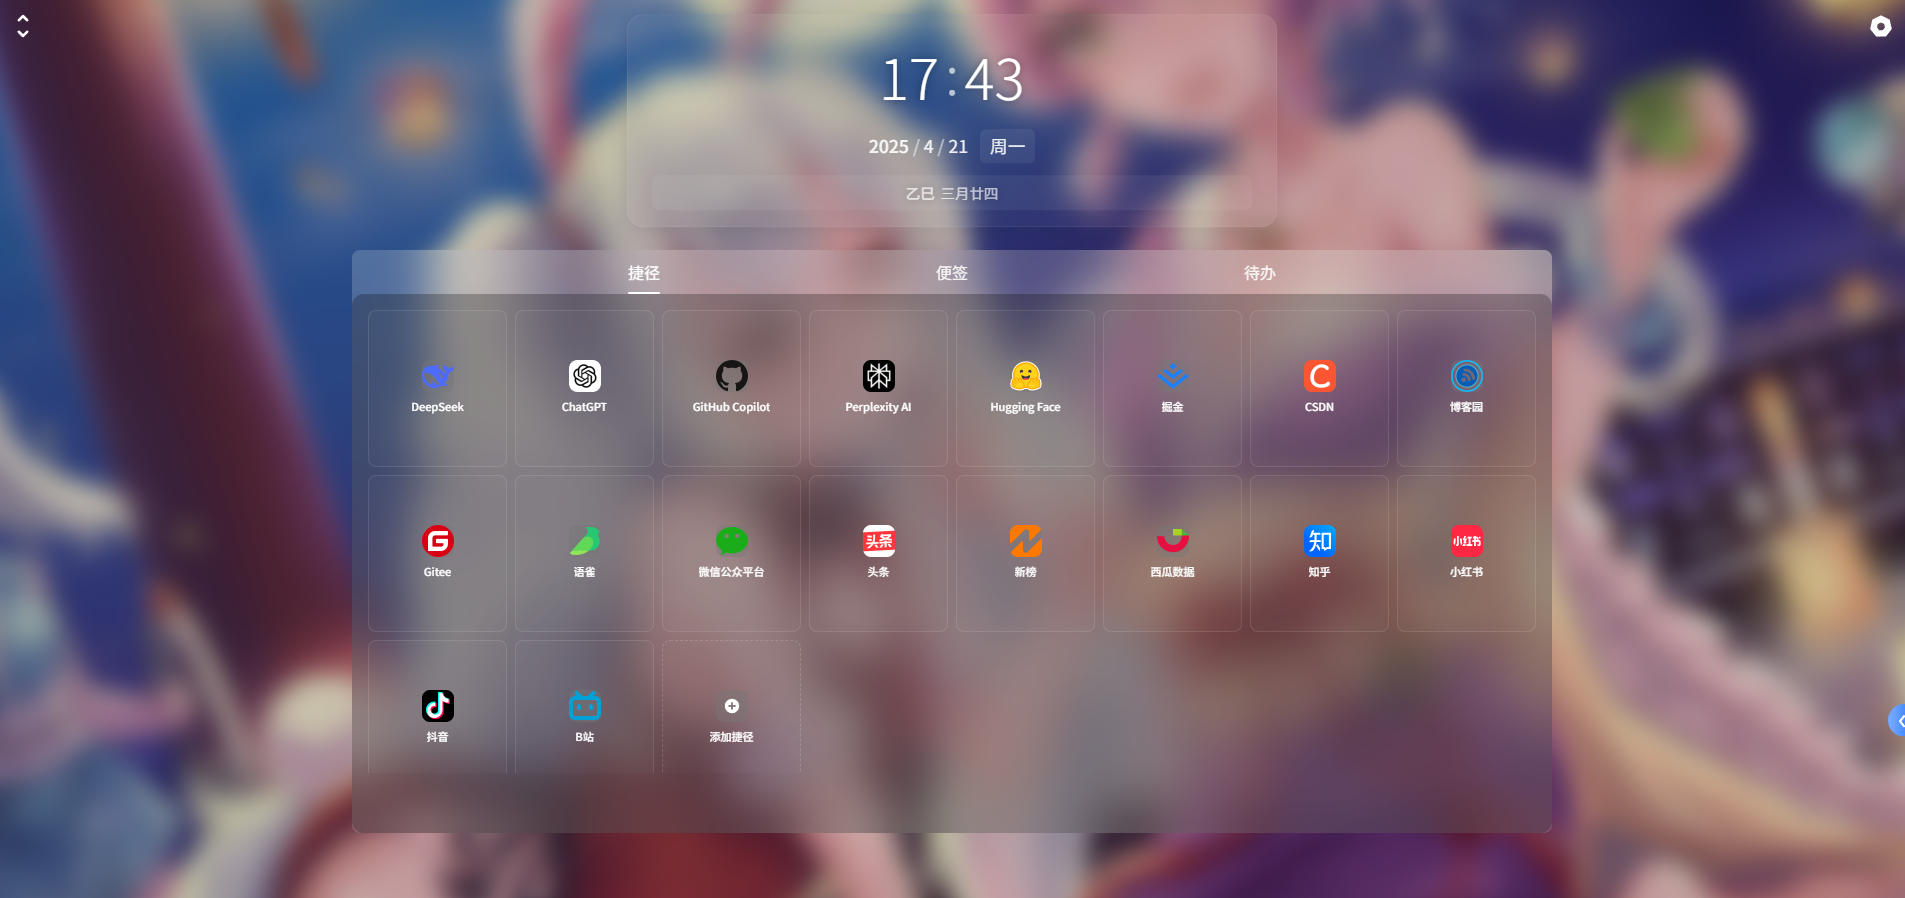 17:43
2025 / 4 / 21 周一
乙巳 三月廿四
捷径 便签 待办
DeepSeek ChatGPT GitHub Copilot Perplexity AI Hugging Face 掘金 CSDN 博客园
头条 知 小红书
Gitee 语雀 微信公众平台 头条 新榜 西瓜数据 知乎 小红书
抖音 B站 添加捷径